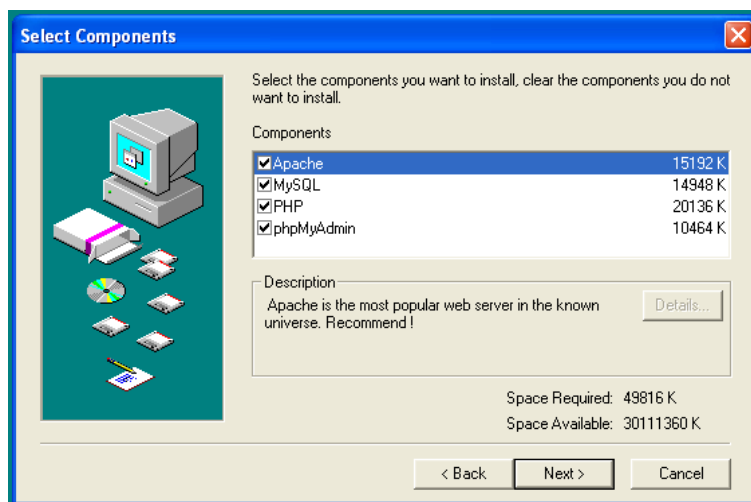 Select Components
Select the components you want to install, clear the components you do not
want to install.
Components
Apache 15192 K
MySQL 14948 K
PHP 20136 K
phpMyAdmin 10464 K
Description
Apache is the most popular web server in the known
universe. Recommend !
Details...
Space Required: 49816 K
Space Available: 30111360 K
< Back Next > Cancel